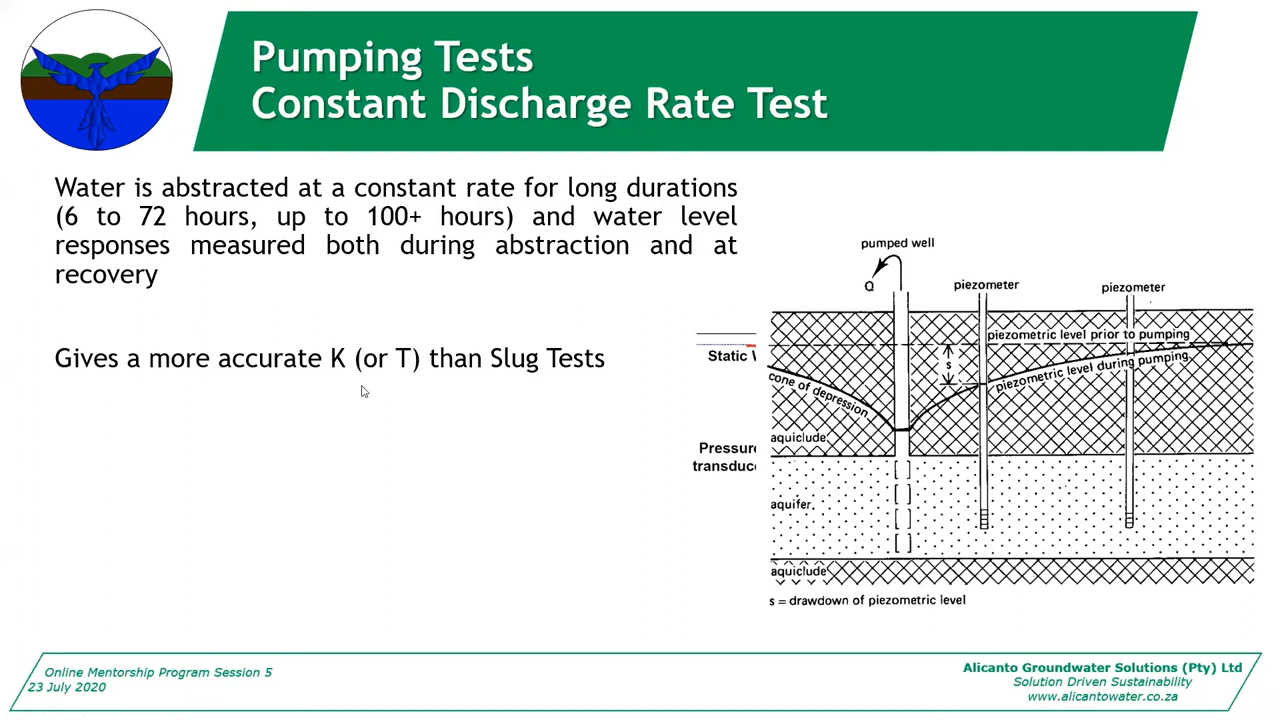 Pumping Tests
Constant Discharge Rate Test
Water is abstracted at a constant rate for long durations
(6 to 72 hours, up to 100+ hours) and water level
responses measured both during abstraction and at
recovery
Gives a more accurate K (or T) than Slug Tests
pumped well
Q
piezometer
piezometer
piezometric level prior to pumping
Static
s
piezometric level during pumping
cone of depression
aquiclude
Pressure
transduc
aquifer
aquiclude
s = drawdown of piezometric level
Online Mentorship Program Session 5
23 July 2020
Alicanto Groundwater Solutions (Pty) Ltd
Solution Driven Sustainability
www.alicantowater.co.za